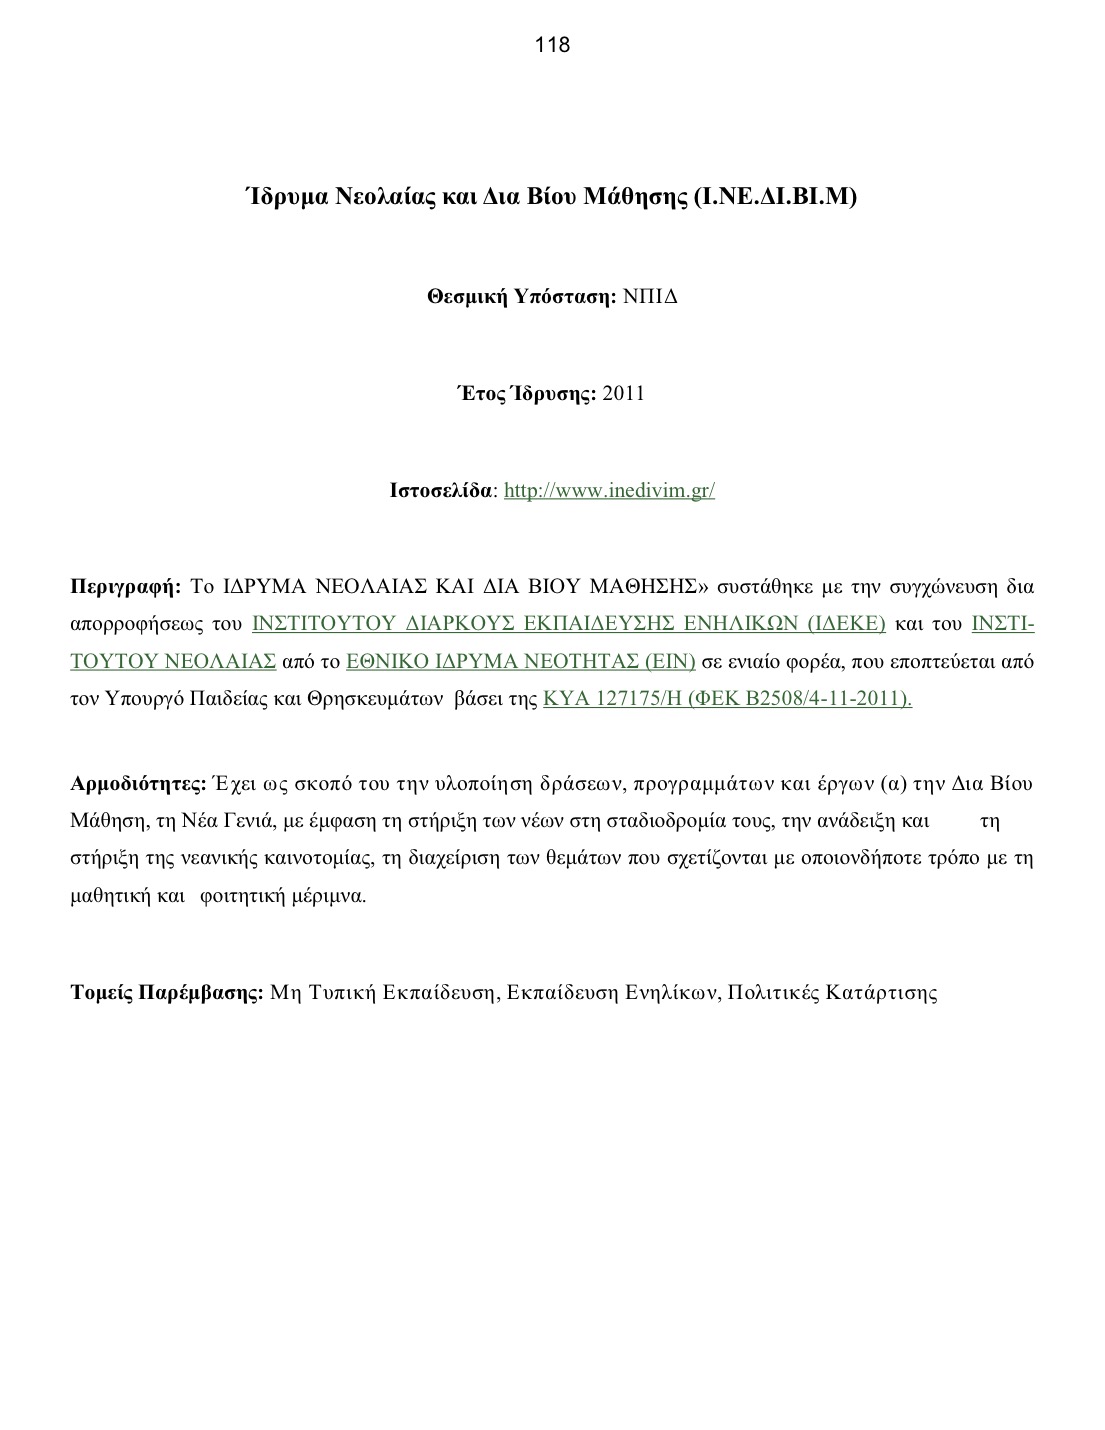 118
Ίδρυμα Νεολαίας και Δια Βίου Μάθησης (Ι.ΝΕ.ΔΙ.ΒΙ.Μ)
Θεσμική Υπόσταση: ΝΠΙΔ
Έτος Ίδρυσης: 2011
Ιστοσελίδα: http://www.inedivim.gr/
Περιγραφή: Το ΙΔΡΥΜΑ ΝΕΟΛΑΙΑΣ ΚΑΙ ΔΙΑ ΒΙΟΥ ΜΑΘΗΣΗΣ» συστάθηκε με την συγχώνευση δια
απορροφήσεως του ΙΝΣΤΙΤΟΥΤΟΥ ΔΙΑΡΚΟΥΣ ΕΚΠΑΙΔΕΥΣΗΣ ΕΝΗΛΙΚΩΝ (ΙΔΕΚΕ) και του ΙΝΣΤΙ-
ΤΟΥΤΟΥ ΝΕΟΛΑΙΑΣ από το ΕΘΝΙΚΟ ΙΔΡΥΜΑ ΝΕΟΤΗΤΑΣ (ΕΙΝ) σε ενιαίο φορέα, που εποπτεύεται από
τον Υπουργό Παιδείας και Θρησκευμάτων βάσει της ΚΥΑ 127175/Η (ΦΕΚ Β2508/4-11-2011).
Αρμοδιότητες: Έχει ως σκοπό του την υλοποίηση δράσεων, προγραμμάτων και έργων (α) την Δια Βίου
Μάθηση, τη Νέα Γενιά, με έμφαση τη στήριξη των νέων στη σταδιοδρομία τους, την ανάδειξη και τη
στήριξη της νεανικής καινοτομίας, τη διαχείριση των θεμάτων που σχετίζονται με οποιονδήποτε τρόπο με τη
μαθητική και φοιτητική μέριμνα.
Τομείς Παρέμβασης: Μη Τυπική Εκπαίδευση, Εκπαίδευση Ενηλίκων, Πολιτικές Κατάρτισης